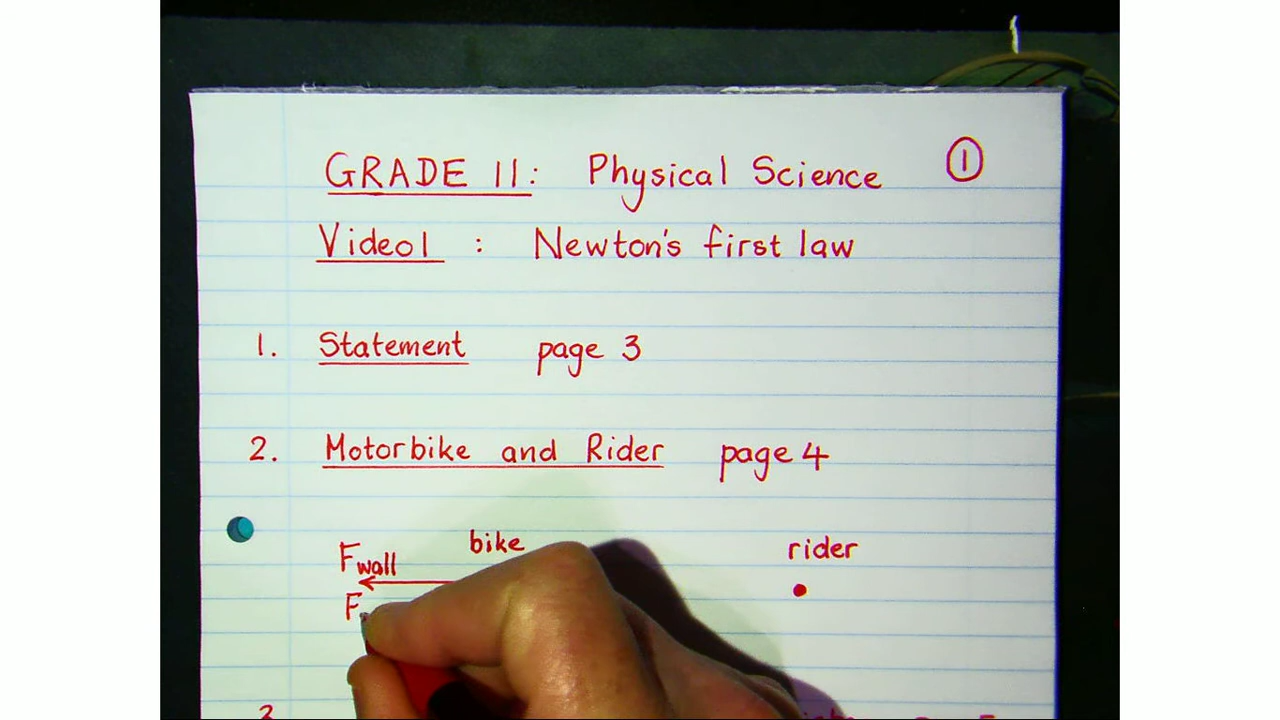 GRADE 11: Physical Science ①
Video1 : Newton's first law
1. Statement page 3
2. Motorbike and Rider page 4
bike rider
Fwall
F
3.